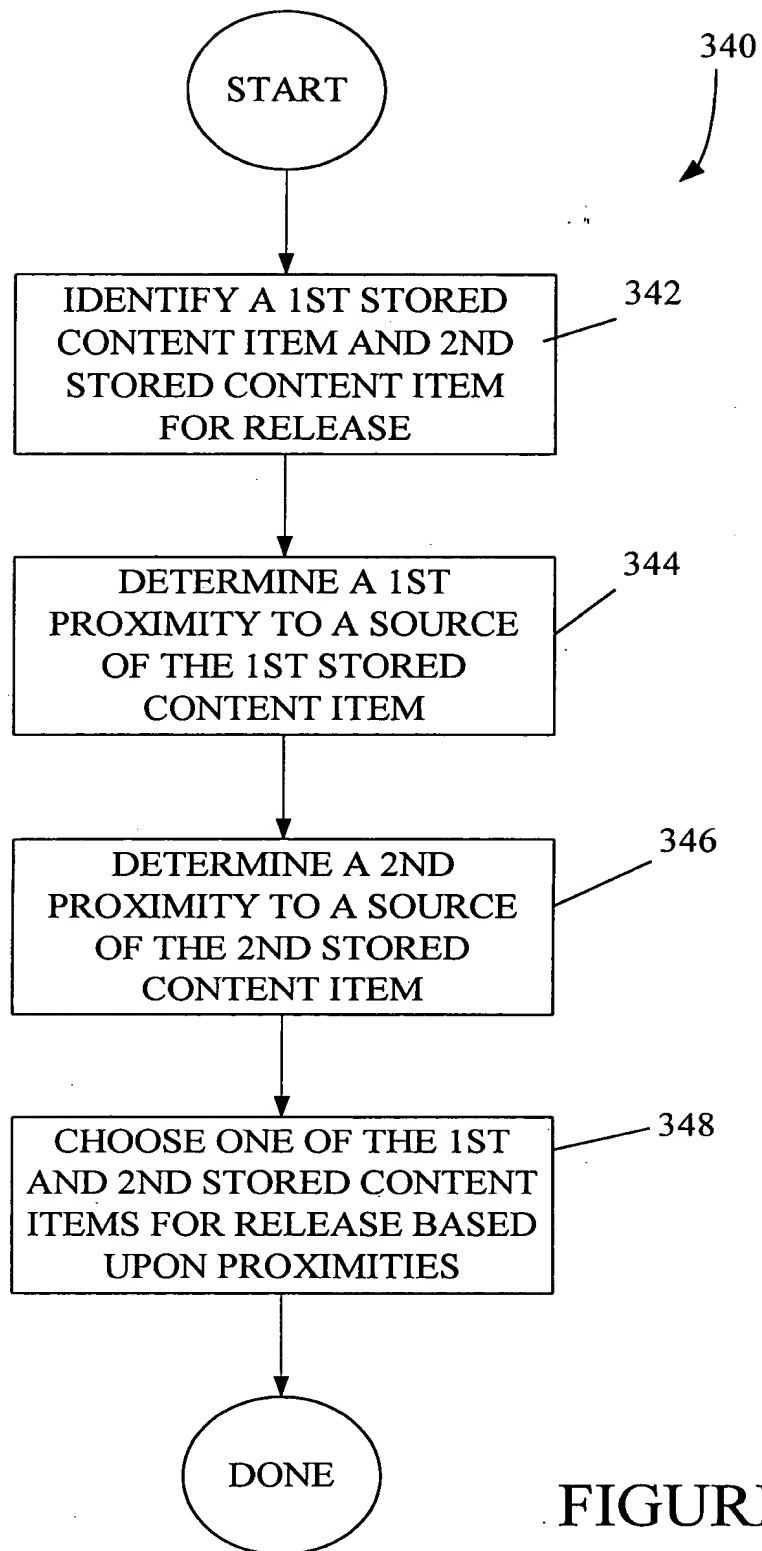 START
340
IDENTIFY A 1ST STORED
CONTENT ITEM AND 2ND
STORED CONTENT ITEM
FOR RELEASE
342
DETERMINE A 1ST
PROXIMITY TO A SOURCE
OF THE 1ST STORED
CONTENT ITEM
344
DETERMINE A 2ND
PROXIMITY TO A SOURCE
OF THE 2ND STORED
CONTENT ITEM
346
CHOOSE ONE OF THE 1ST
AND 2ND STORED CONTENT
ITEMS FOR RELEASE BASED
UPON PROXIMITIES
348
DONE